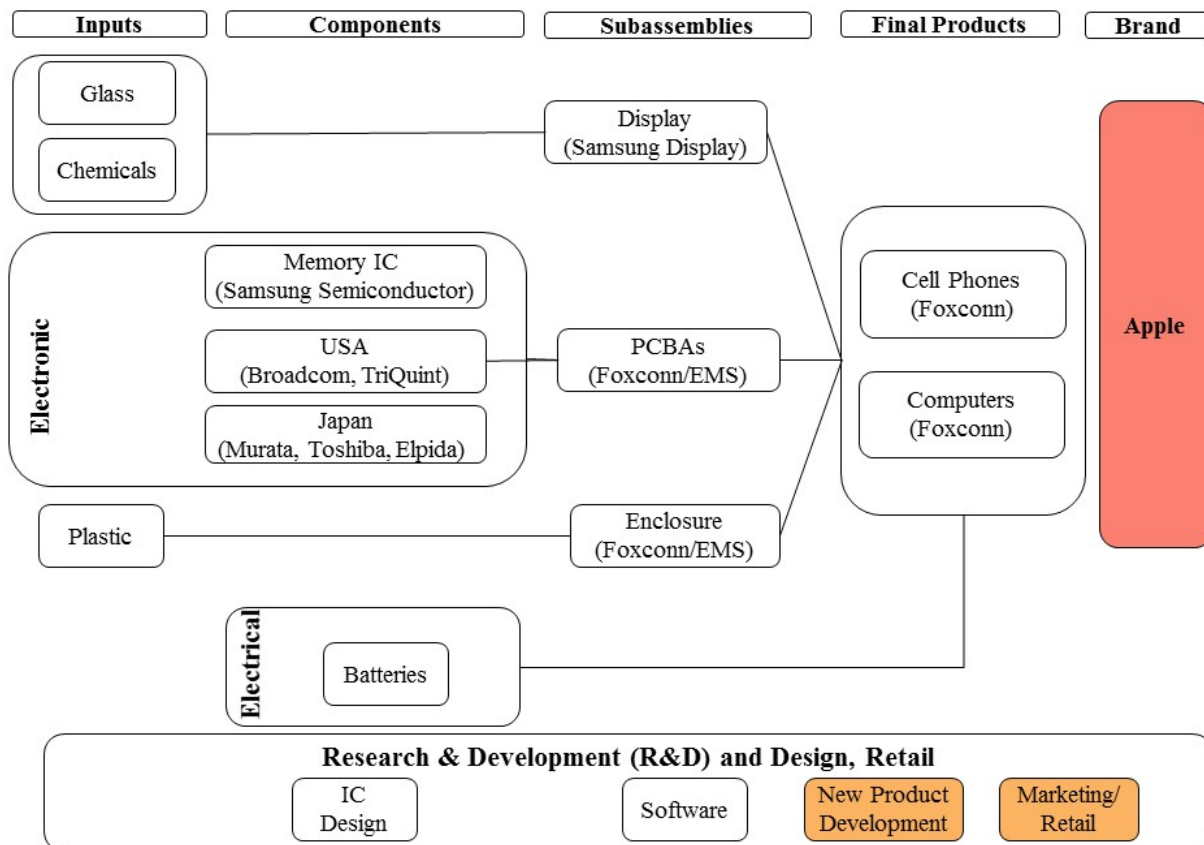 Inputs
Components
Subassemblies
Final Products
Brand
Glass
Chemicals
Display
(Samsung Display)
Electronic
Memory IC
(Samsung Semiconductor)
USA
(Broadcom, TriQuint)
Japan
(Murata, Toshiba, Elpida)
PCBAs
(Foxconn/EMS)
Cell Phones
(Foxconn)
Computers
(Foxconn)
Apple
Plastic
Enclosure
(Foxconn/EMS)
Electrical
Batteries
Research & Development (R&D) and Design, Retail
IC
Design
Software
New Product
Development
Marketing/
Retail